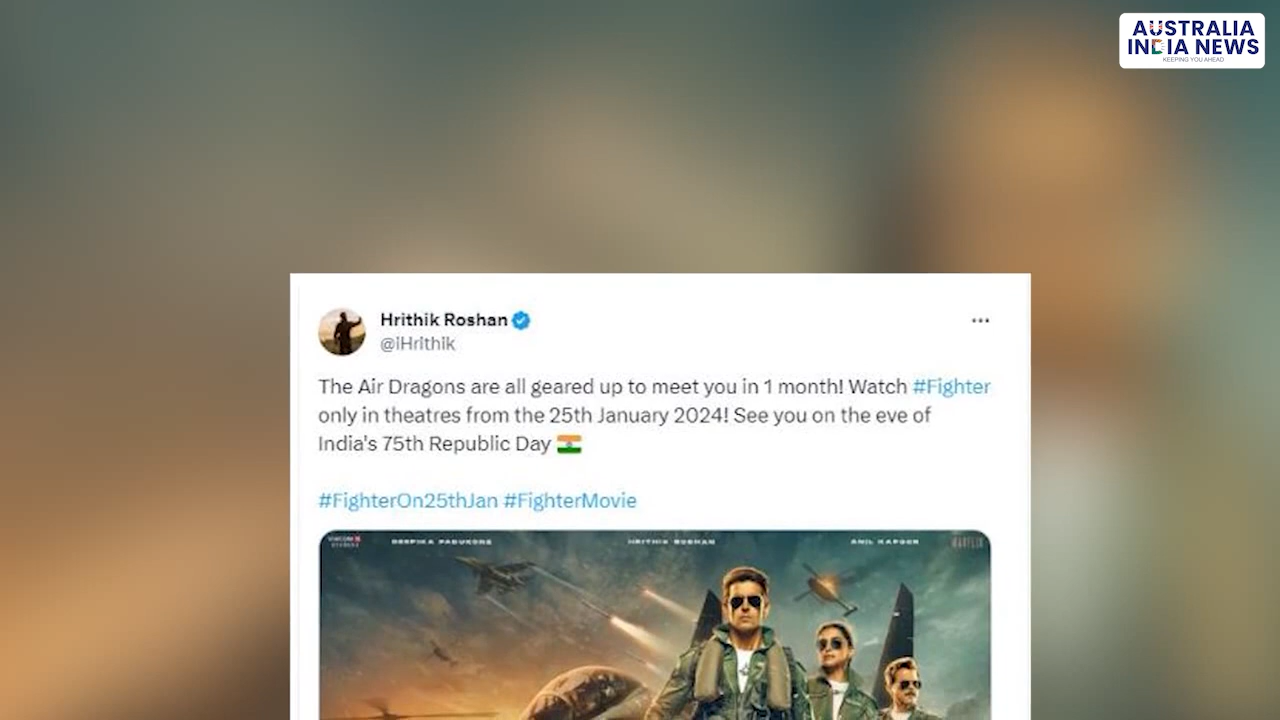 AUSTRALIA
INDIA NEWS
KEEPING YOU AHEAD
Hrithik Roshan
@iHrithik
The Air Dragons are all geared up to meet you in 1 month! Watch #Fighter
only in theatres from the 25th January 2024! See you on the eve of
India's 75th Republic Day
#FighterOn25thJan #FighterMovie
DEEPIKA PADUKONE HRITHIK ROSHAN ANIL KAPOOR